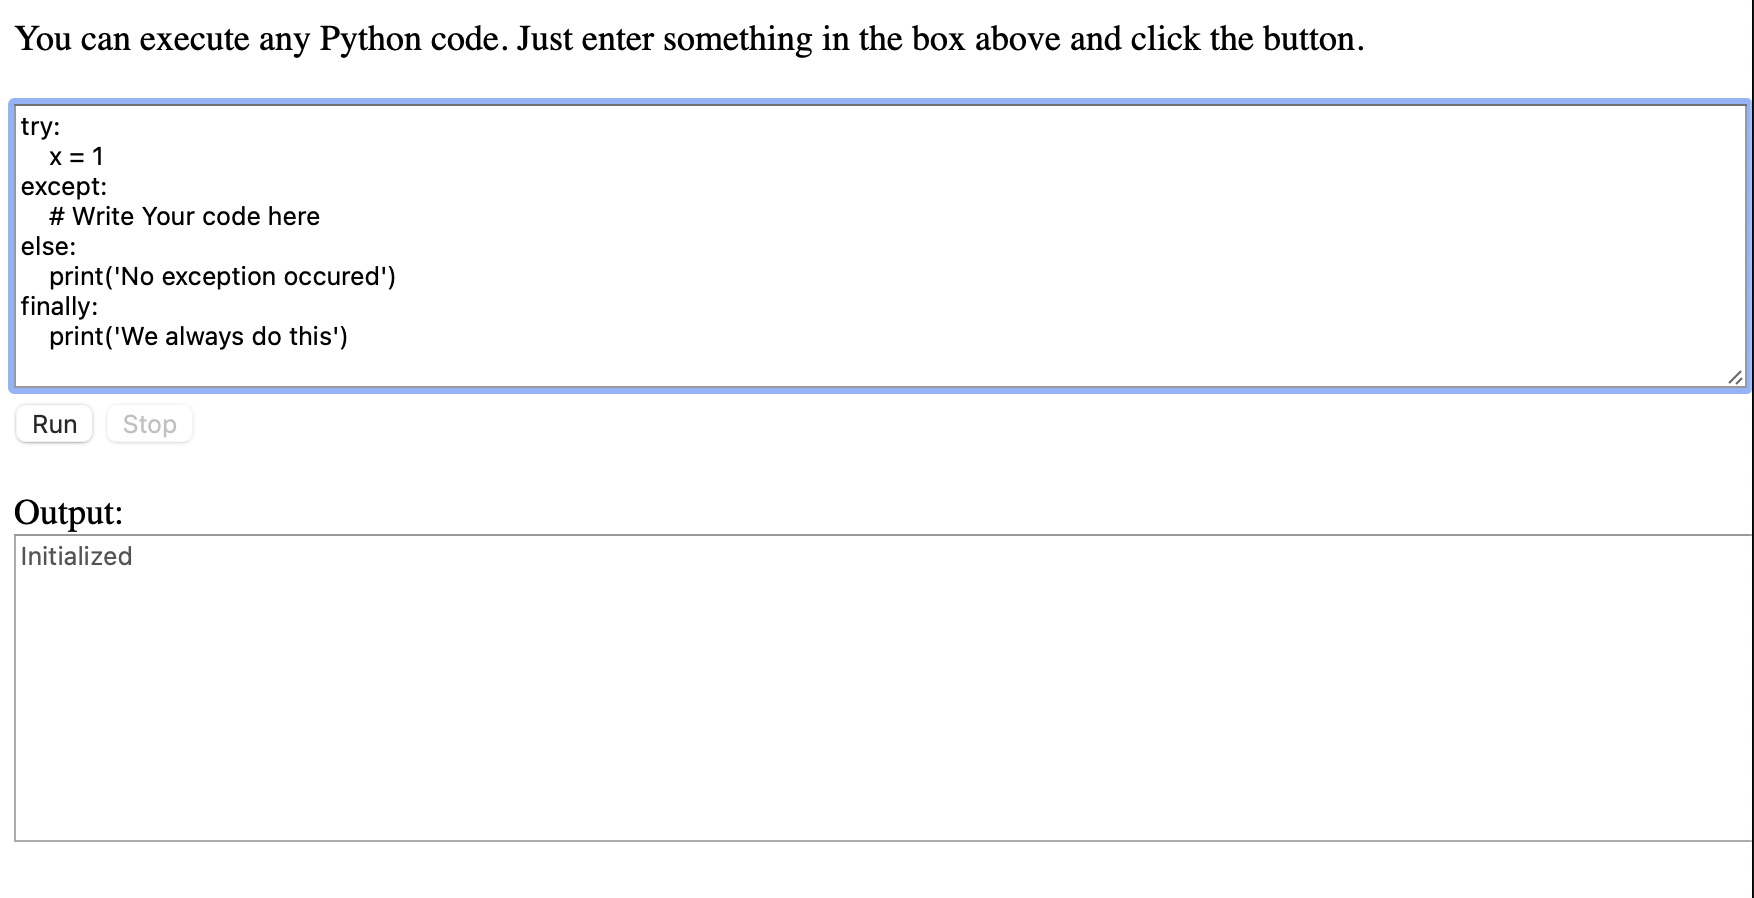 You can execute any Python code. Just enter something in the box above and click the button.
try:
    x = 1
except:
    # Write Your code here
else:
    print('No exception occured')
finally:
    print('We always do this')
Run Stop
Output:
Initialized